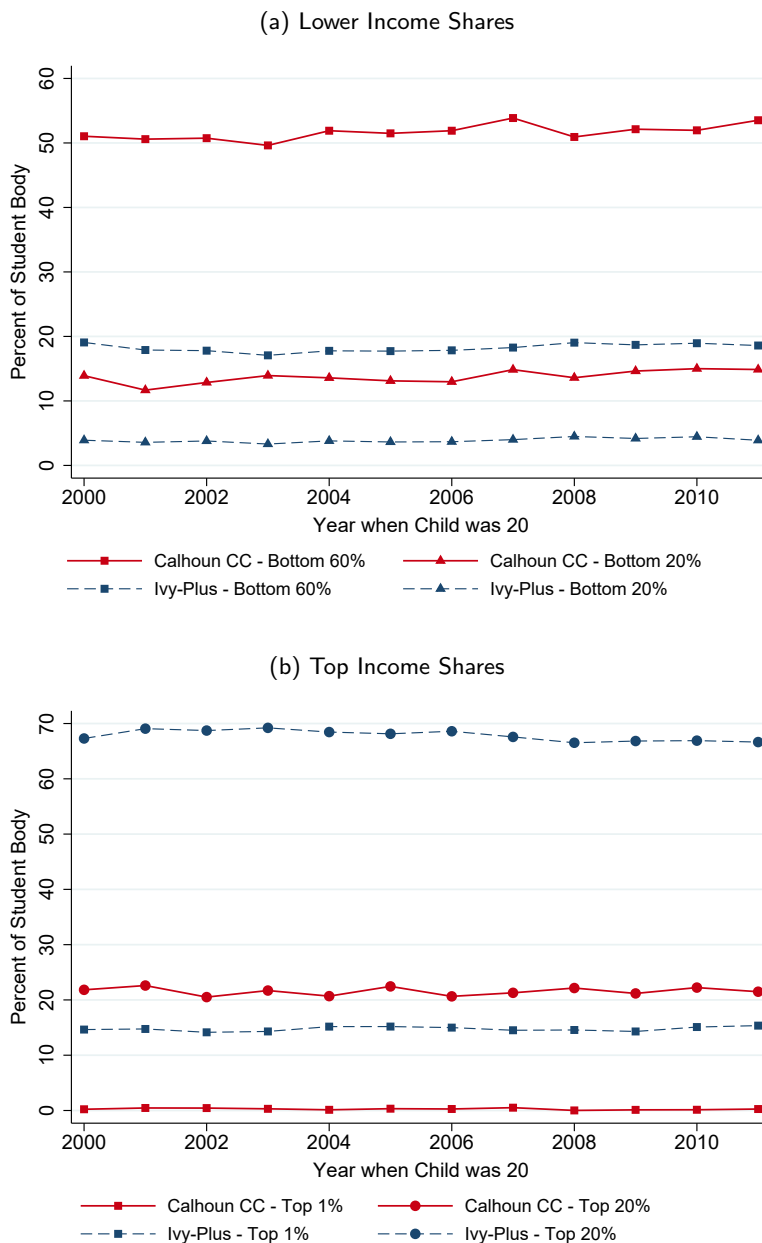 (a) Lower Income Shares
60
50
40
30
20
10
0
Percent of Student Body
2000 2002 2004 2006 2008 2010
Year when Child was 20
Calhoun CC - Bottom 60% Calhoun CC - Bottom 20%
Ivy-Plus - Bottom 60% Ivy-Plus - Bottom 20%
(b) Top Income Shares
70
60
50
40
30
20
10
0
Percent of Student Body
2000 2002 2004 2006 2008 2010
Year when Child was 20
Calhoun CC - Top 1% Calhoun CC - Top 20%
Ivy-Plus - Top 1% Ivy-Plus - Top 20%